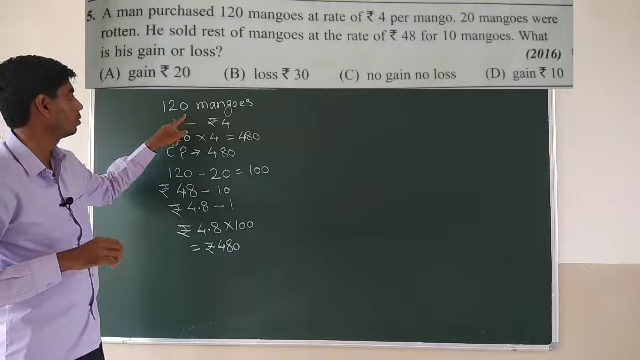 5. A man purchased 120 mangoes at rate of ₹ 4 per mango. 20 mangoes were
rotten. He sold rest of mangoes at the rate of ₹ 48 for 10 mangoes. What
is his gain or loss? (2016)
(A) gain ₹ 20 (B) loss ₹ 30 (C) no gain no loss (D) gain ₹ 10
120 mangoes
– ₹4
× 4 = 480
CP → 480
120 – 20 = 100
₹ 48 – 10
₹ 4.8 – 1
₹ 4.8 × 100
= ₹ 480